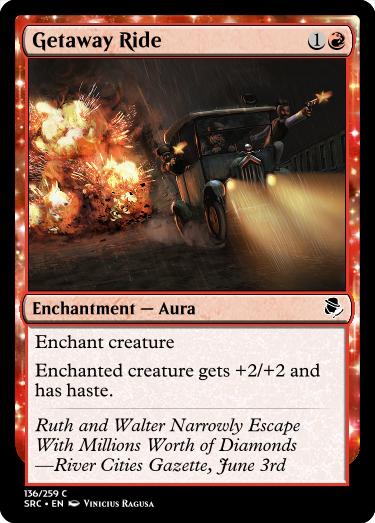 Getaway Ride 1
Enchantment — Aura
Enchant creature
Enchanted creature gets +2/+2 and
has haste.
Ruth and Walter Narrowly Escape
With Millions Worth of Diamonds
—River Cities Gazette, June 3rd
136/259 C
SRC • EN Vinicius Ragusa